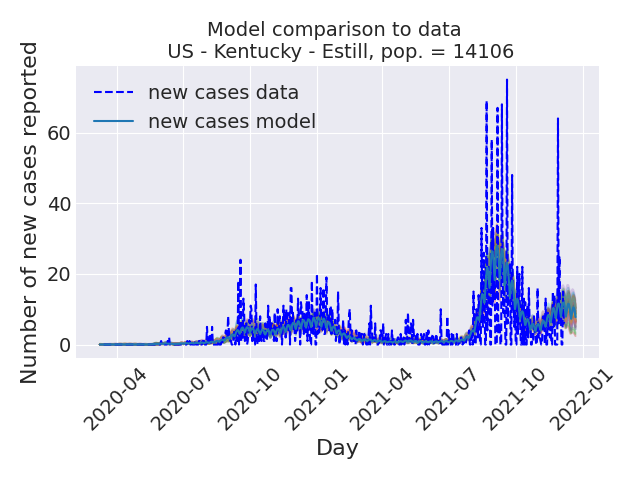 Model comparison to data
US - Kentucky - Estill, pop. = 14106
Number of new cases reported
new cases data
new cases model
60
40
20
0
2020-04
2020-07
2020-10
2021-01
2021-04
2021-07
2021-10
2022-01
Day